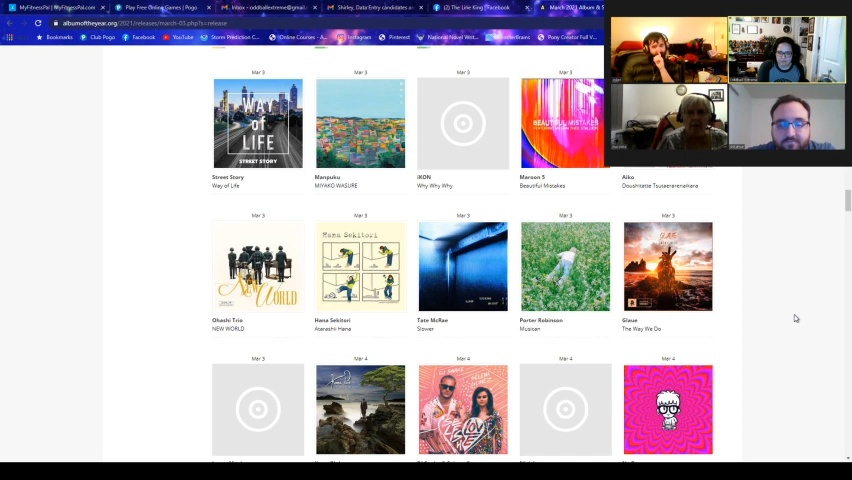 MyFitnessPal | MyFitnessPal.com
Play Free Online Games | Pogo
Inbox - oddballextreme@gmail
Shirley, Data Entry candidates a
(2) The Line King | Facebook
March 2021 Album & S
albumoftheyear.org/2021/releases/march-03.php?s=release
Bookmarks
Club Pogo
Facebook
YouTube
Storm Prediction C...
Online Courses - A...
Instagram
Pinterest
National Novel Writ...
Pony Creator Full V...
Mar 3
Mar 3
Mar 3
WAY
of
LIFE
STREET STORY
BEAUTIFUL MISTAKES
Street Story
Way of Life
Manpuku
MIYAKO WASURE
iKON
Why Why Why
Maroon 5
Beautiful Mistakes
Aiko
Doushitatte Tsutaerarenaikara
Mar 3
Mar 3
Mar 3
Mar 3
Mar 3
NEW
WORLD
Hana Sekitori
GLAUE
Ohashi Trio
NEW WORLD
Hana Sekitori
Atarashii Hana
Tate McRae
Slower
Porter Robinson
Musician
Glaue
The Way We Do
Mar 3
Mar 4
Mar 4
Mar 4
Mar 4